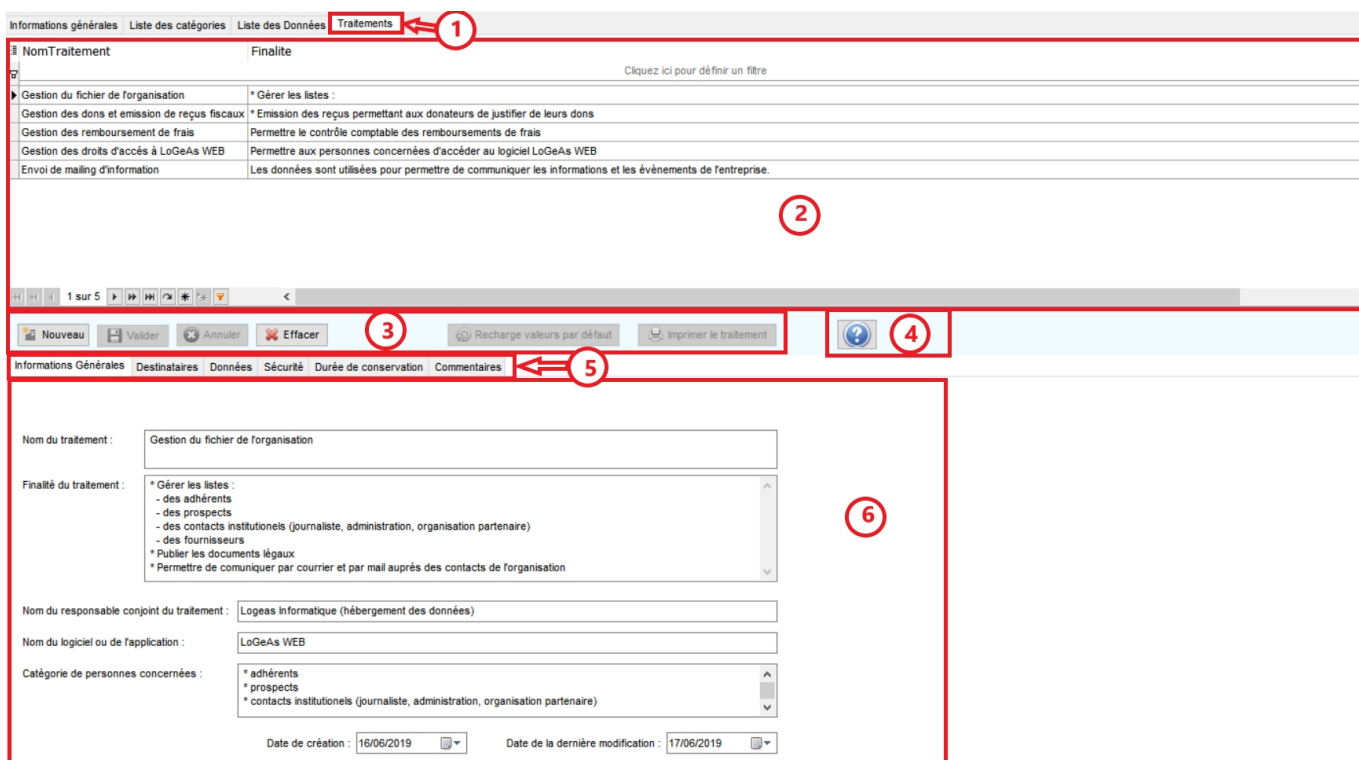 Informations générales Liste des catégories Liste des Données Traitements 1
NomTraitement Finalite
Cliquez ici pour définir un filtre
Gestion du fichier de l'organisation * Gérer les listes :
Gestion des dons et emission de reçus fiscaux * Emission des reçus permettant aux donateurs de justifier de leurs dons
Gestion des remboursement de frais Permettre le contrôle comptable des remboursements de frais
Gestion des droits d'accés à LoGeAs WEB Permettre aux personnes concernées d'accéder au logiciel LoGeAs WEB
Envoi de mailing d'information Les données sont utilisées pour permettre de communiquer les informations et les évènements de l'entreprise.
2
1 sur 5
Nouveau Valider Annuler Effacer 3 Recharge valeurs par défaut Imprimer le traitement ? 4
Informations Générales Destinataires Données Sécurité Durée de conservation Commentaires 5
Nom du traitement : Gestion du fichier de l'organisation
Finalité du traitement : * Gérer les listes :
- des adhérents
- des prospects
- des contacts institutionels (journaliste, administration, organisation partenaire)
- des fournisseurs
* Publier les documents légaux
* Permettre de comuniquer par courrier et par mail auprés des contacts de l'organisation
6
Nom du responsable conjoint du traitement : Logeas Informatique (hébergement des données)
Nom du logiciel ou de l'application : LoGeAs WEB
Catégorie de personnes concernées : * adhérents
* prospects
* contacts institutionels (journaliste, administration, organisation partenaire)
Date de création : 16/06/2019 Date de la dernière modification : 17/06/2019